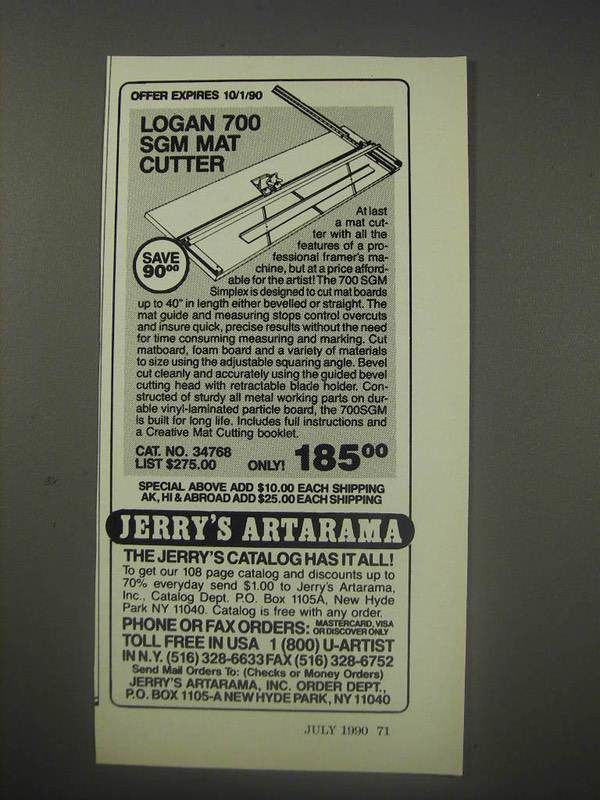 OFFER EXPIRES 10/1/90
LOGAN 700
SGM MAT
CUTTER
SAVE
90⁰⁰
At last
a mat cut-
ter with all the
features of a pro-
fessional framer's ma-
chine, but at a price afford-
able for the artist! The 700 SGM
Simplex is designed to cut mat boards
up to 40" in length either bevelled or straight. The
mat guide and measuring stops control overcuts
and insure quick, precise results without the need
for time consuming measuring and marking. Cut
matboard, foam board and a variety of materials
to size using the adjustable squaring angle. Bevel
cut cleanly and accurately using the guided bevel
cutting head with retractable blade holder. Con-
structed of sturdy all metal working parts on dur-
able vinyl-laminated particle board, the 700SGM
is built for long life. Includes full instructions and
a Creative Mat Cutting booklet.
CAT. NO. 34768
LIST $275.00 ONLY! 185⁰⁰
SPECIAL ABOVE ADD $10.00 EACH SHIPPING
AK, HI & ABROAD ADD $25.00 EACH SHIPPING
JERRY'S ARTARAMA
THE JERRY'S CATALOG HAS IT ALL!
To get our 108 page catalog and discounts up to
70% everyday send $1.00 to Jerry's Artarama,
Inc., Catalog Dept. P.O. Box 1105A, New Hyde
Park NY 11040. Catalog is free with any order.
PHONE OR FAX ORDERS: MASTERCARD, VISA
OR DISCOVER ONLY
TOLL FREE IN USA 1 (800) U-ARTIST
IN N.Y. (516) 328-6633 FAX (516) 328-6752
Send Mail Orders To: (Checks or Money Orders)
JERRY'S ARTARAMA, INC. ORDER DEPT.,
P.O. BOX 1105-A NEW HYDE PARK, NY 11040
JULY 1990 71